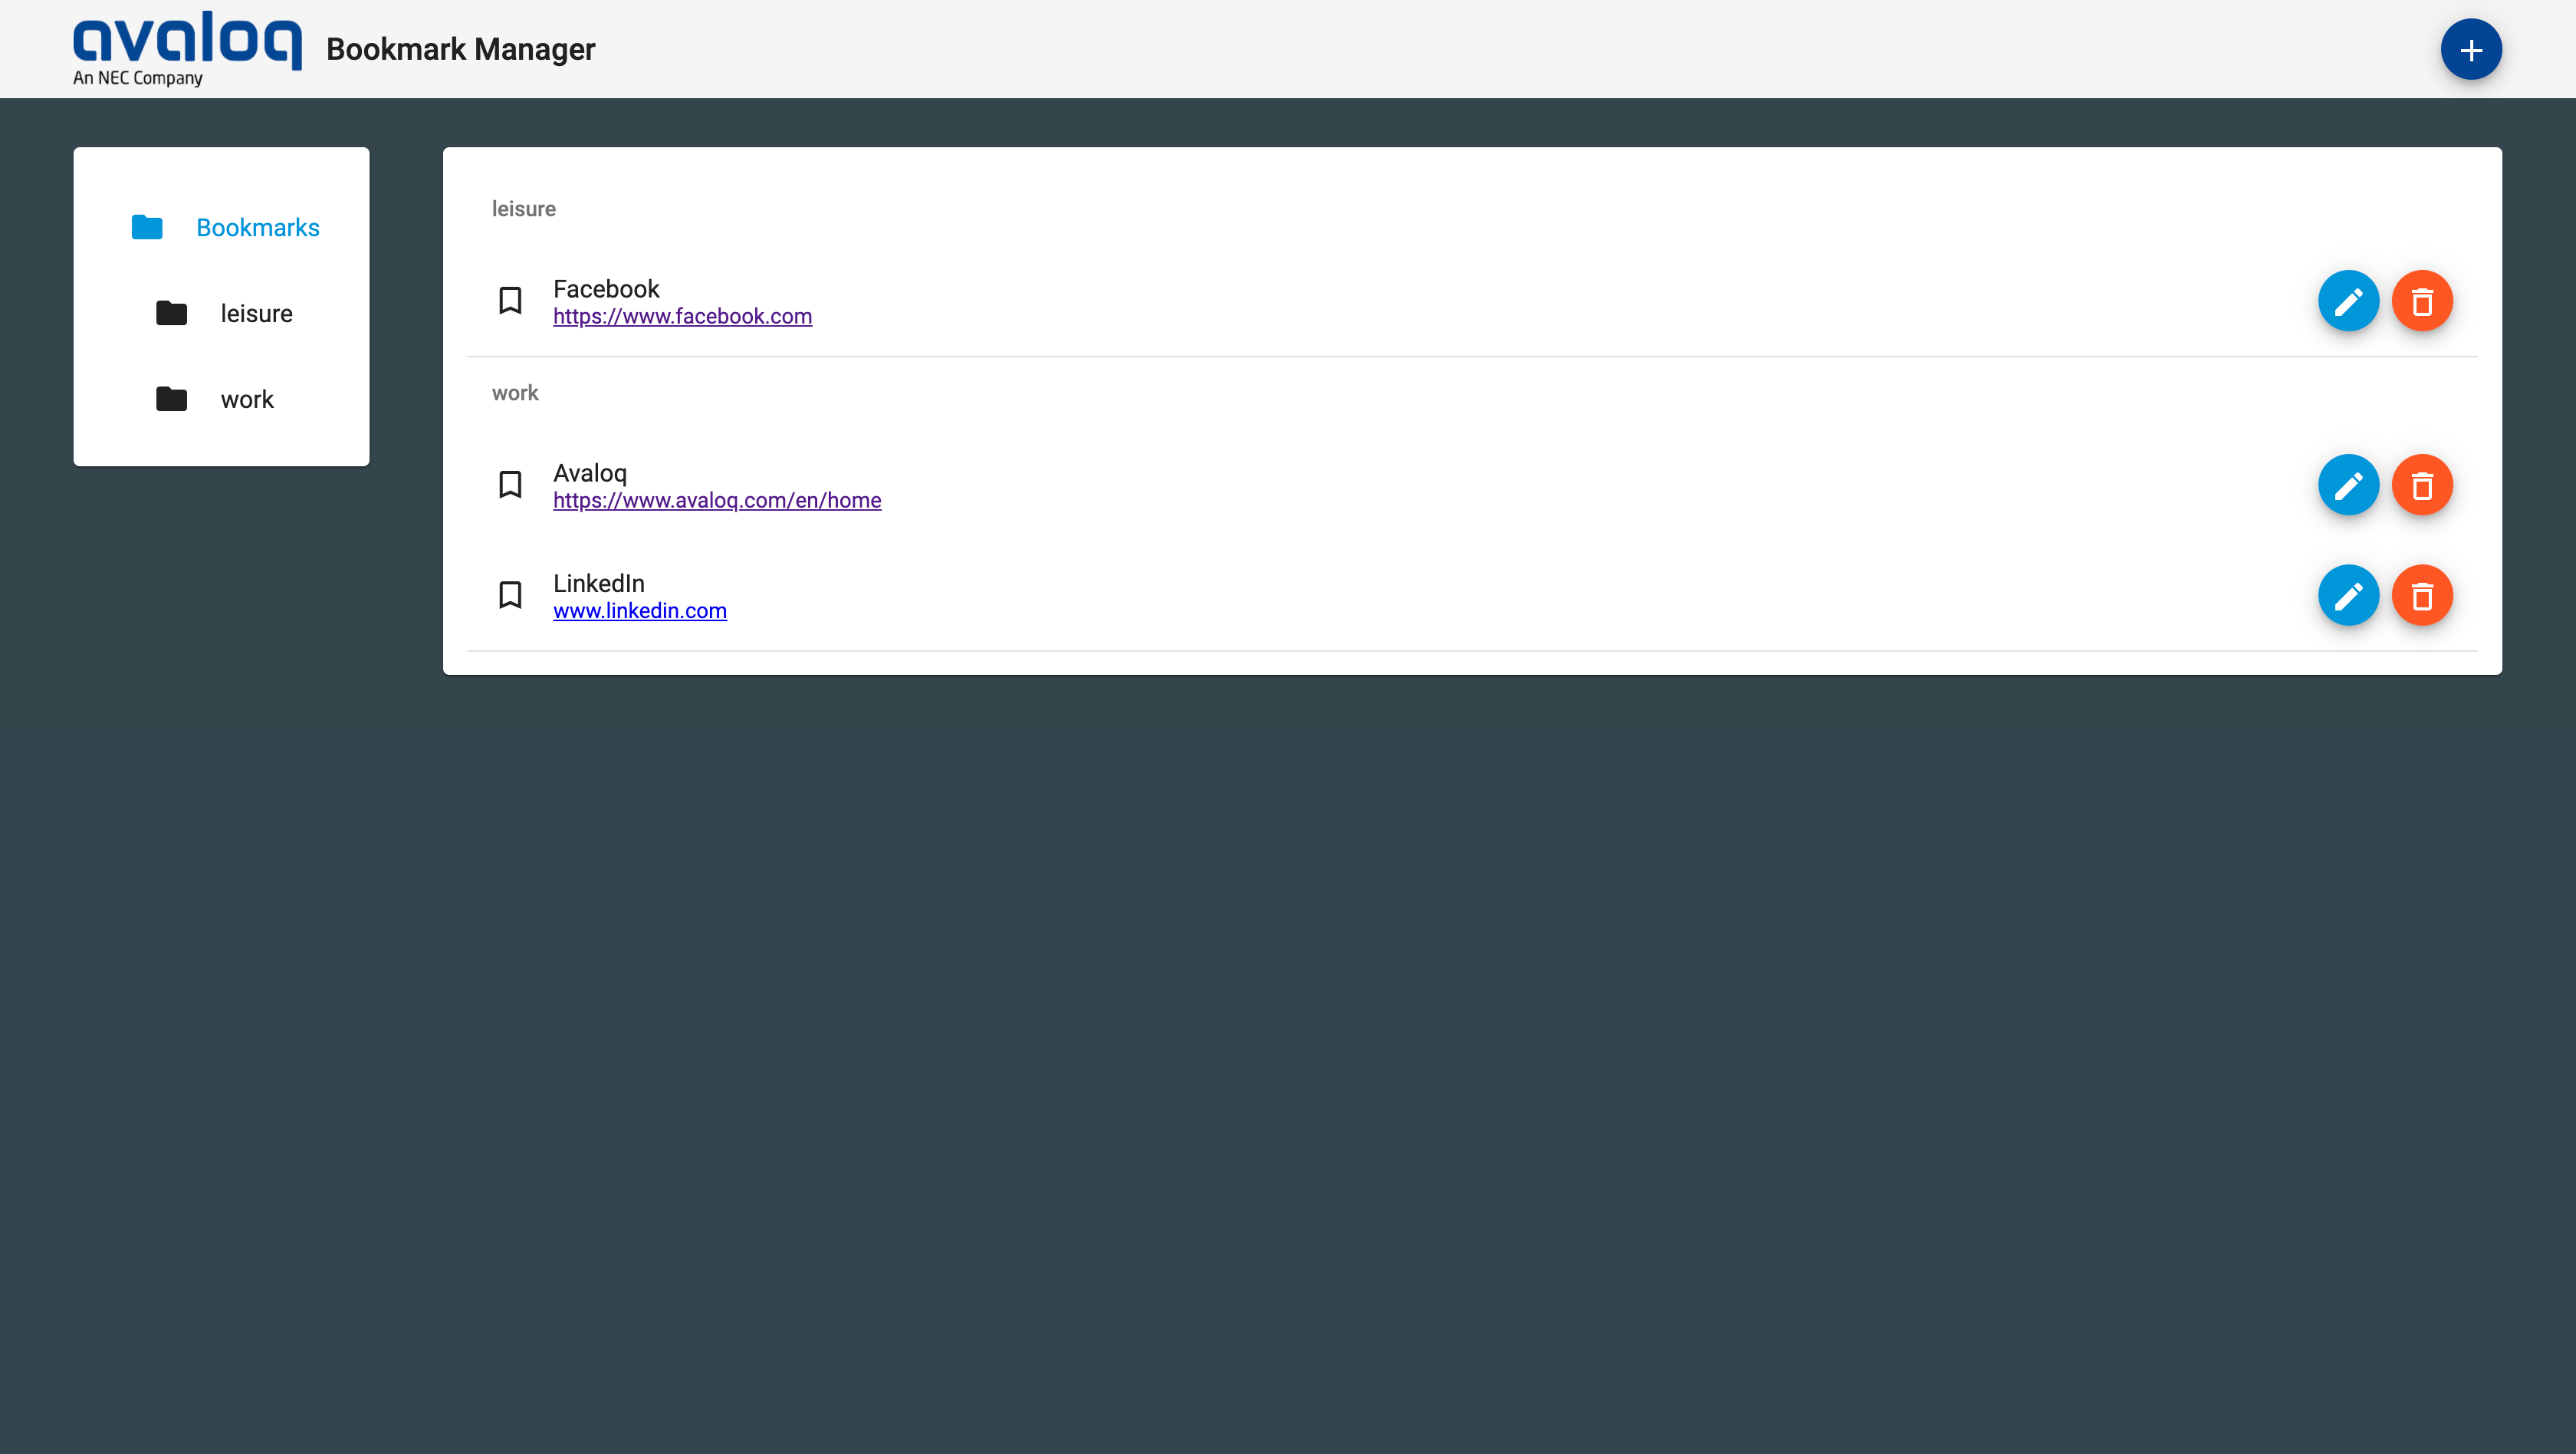 avaloq
An NEC Company
Bookmark Manager
Bookmarks
leisure
work
leisure
Facebook
https://www.facebook.com
work
Avaloq
https://www.avaloq.com/en/home
LinkedIn
www.linkedin.com